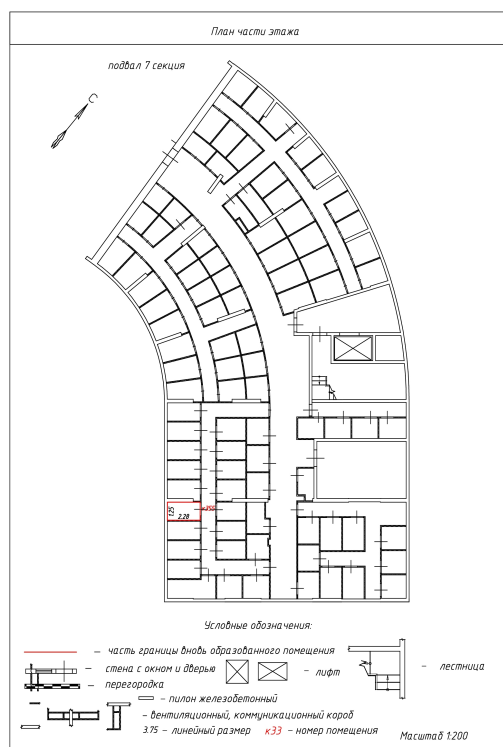 План части этажа
подвал 7 секция
С
1.25
2.28
к355
Условные обозначения:
— часть границы вновь образованного помещения
— стена с окном и дверью
— лифт
— лестница
— перегородка
— пилон железобетонный
— вентиляционный, коммуникационный короб
3.75 — линейный размер к33 — номер помещения
Масштаб 1:200